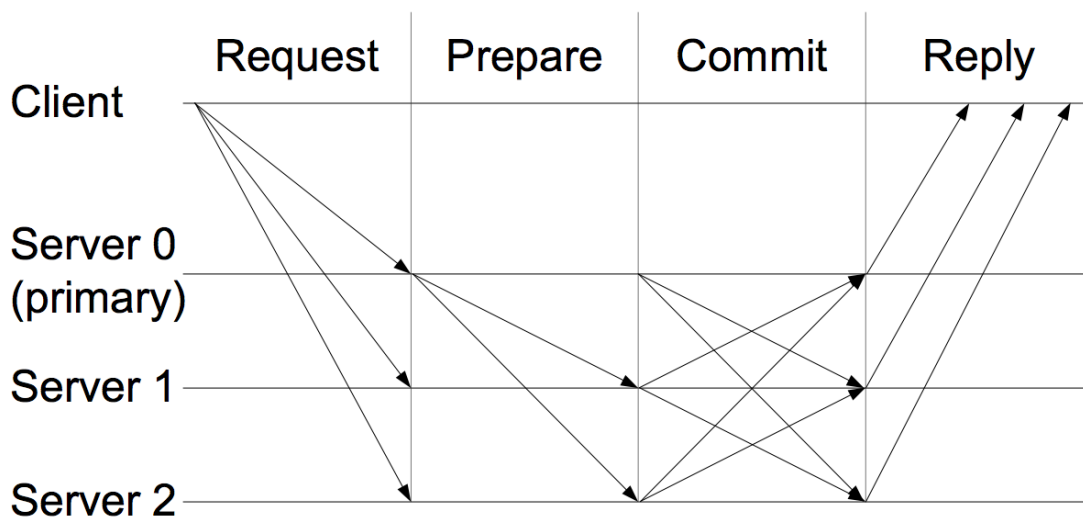 Request Prepare Commit Reply
Client
Server 0
(primary)
Server 1
Server 2